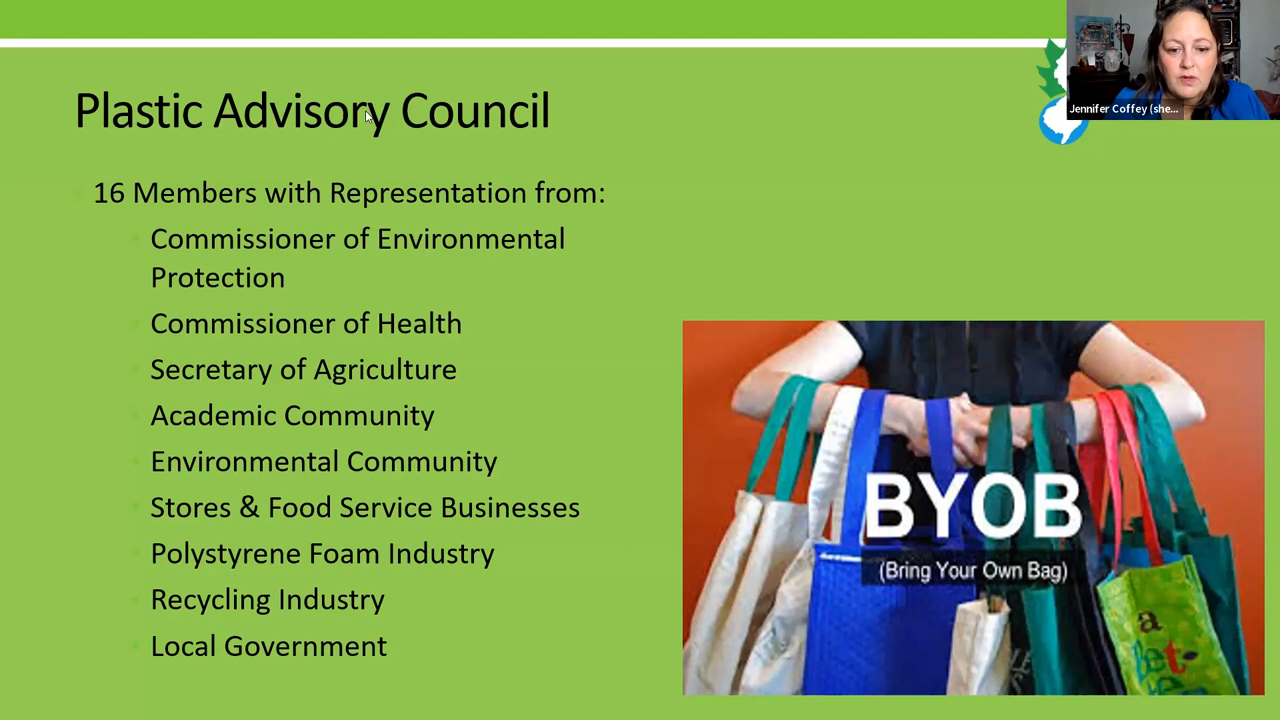 Plastic Advisory Council
16 Members with Representation from:
Commissioner of Environmental
Protection
Commissioner of Health
Secretary of Agriculture
Academic Community
Environmental Community
Stores & Food Service Businesses
Polystyrene Foam Industry
Recycling Industry
Local Government
Jennifer Coffey (she...
BYOB
(Bring Your Own Bag)
a